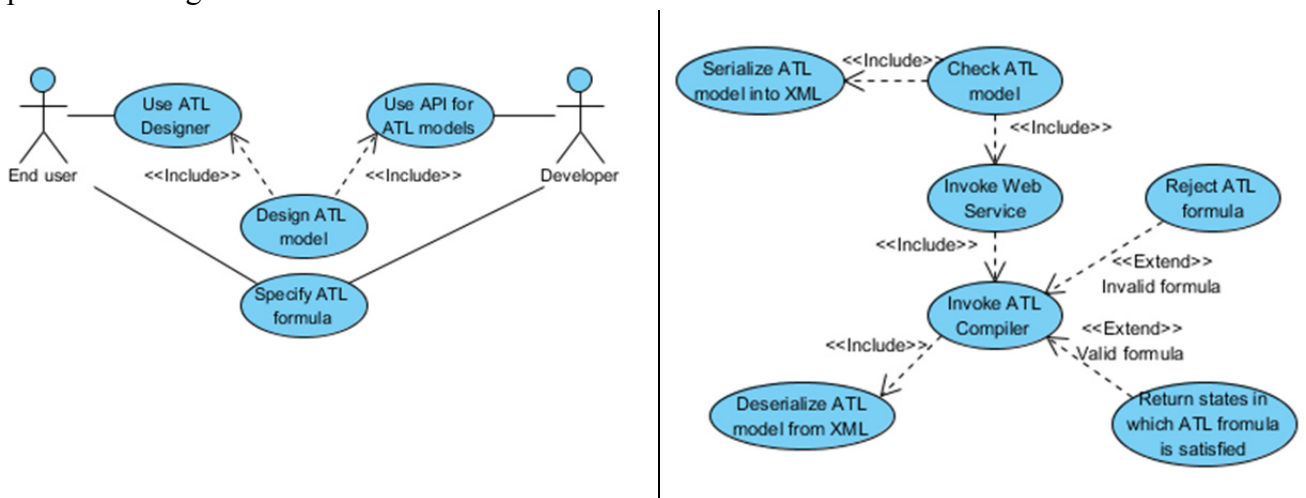 Use ATL
Designer
Use API for
ATL models
End user
<<Include>>
<<Include>>
Developer
Design ATL
model
Specify ATL
formula
Serialize ATL
model into XML
<<Include>>
Check ATL
model
<<Include>>
Invoke Web
Service
Reject ATL
formula
<<Include>>
<<Extend>>
Invalid formula
Invoke ATL
Compiler
<<Extend>>
Valid formula
<<Include>>
Deserialize ATL
model from XML
Return states in
which ATL fromula
is satisfied